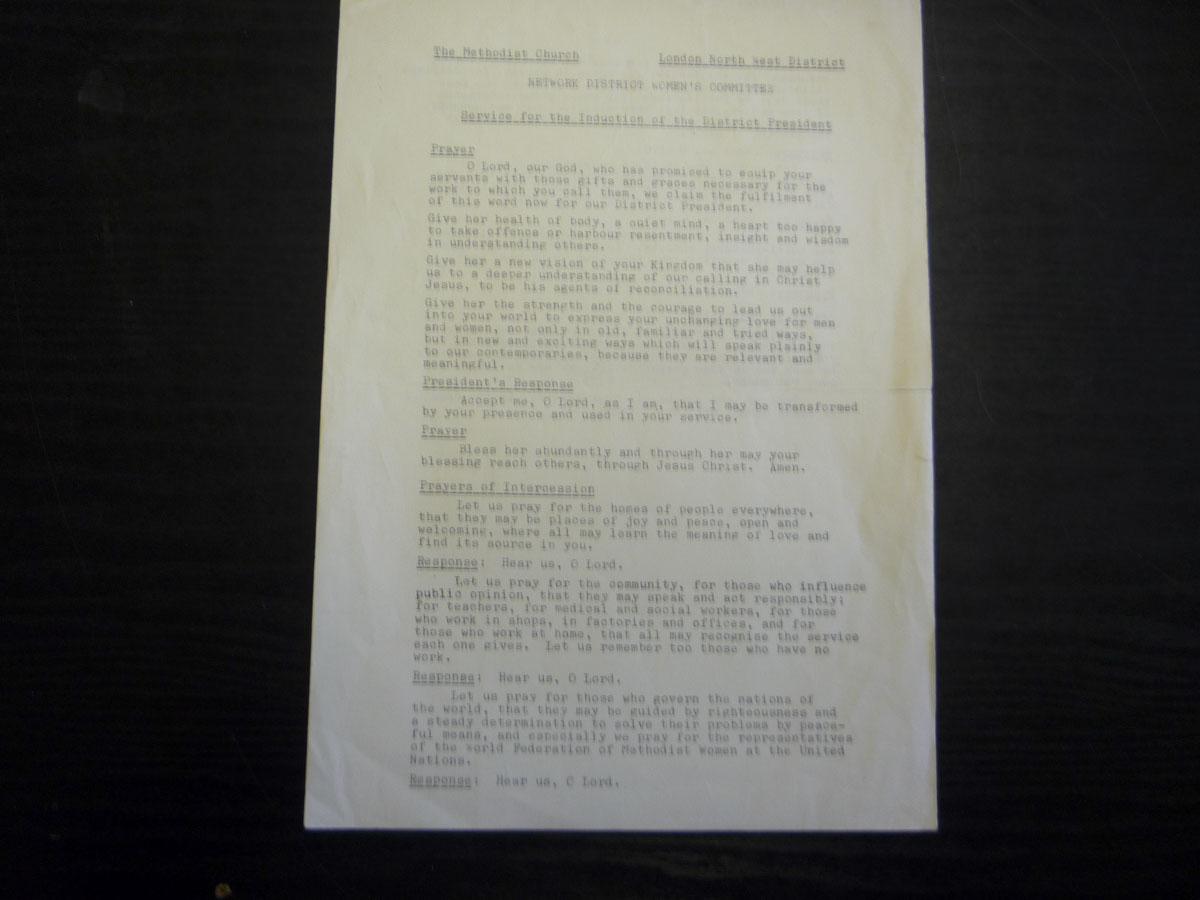 The Methodist Church London North West District
NETWORK DISTRICT WOMEN'S COMMITTEE
Service for the Induction of the District President
Prayer
O Lord, our God, who has promised to equip your
servants with those gifts and graces necessary for the
work to which you call them, we claim the fulfilment
of this word now for our District President.
Give her health of body, a quiet mind, a heart too happy
to take offence or harbour resentment, insight and wisdom
in understanding others.
Give her a new vision of your Kingdom that she may help
us to a deeper understanding of our calling in Christ
Jesus, to be his agents of reconciliation.
Give her the strength and the courage to lead us out
into your world to express your unchanging love for men
and women, not only in old, familiar and tried ways,
but in new and exciting ways which will speak plainly
to our contemporaries, because they are relevant and
meaningful.
President's Response
Accept me, O Lord, as I am, that I may be transformed
by your presence and used in your service.
Prayer
Bless her abundantly and through her may your
blessing reach others, through Jesus Christ. Amen.
Prayers of Intercession
Let us pray for the homes of people everywhere,
that they may be places of joy and peace, open and
welcoming, where all may learn the meaning of love and
find its source in you.
Response: Hear us, O Lord.
Let us pray for the community, for those who influence
public opinion, that they may speak and act responsibly;
for teachers, for medical and social workers, for those
who work in shops, in factories and offices, and for
those who work at home, that all may recognise the service
each one gives. Let us remember too those who have no
work.
Response: Hear us, O Lord.
Let us pray for those who govern the nations of
the world, that they may be guided by righteousness and
a steady determination to solve their problems by peace-
ful means, and especially we pray for the representatives
of the World Federation of Methodist Women at the United
Nations.
Response: Hear us, O Lord.